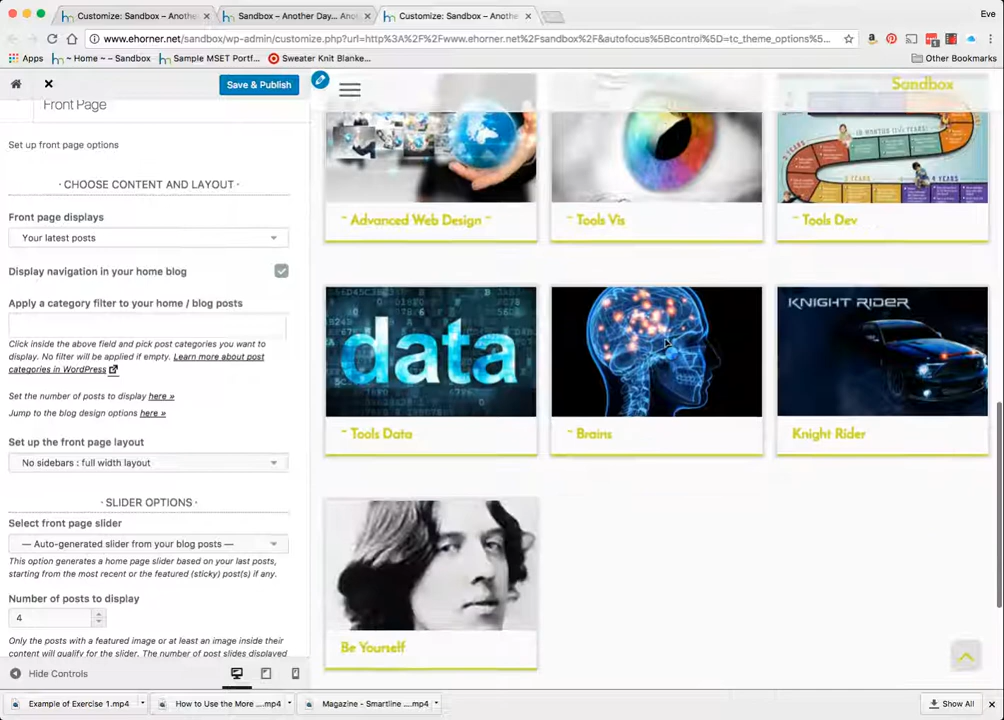 Customize: Sandbox – Anothe
Sandbox – Another Day... Ano
Customize: Sandbox – Anothe
Eve
www.ehorner.net/sandbox/wp-admin/customize.php?url=http%3A%2F%2Fwww.ehorner.net%2Fsandbox%2F&autofocus%5Bcontrol%5D=tc_theme_options%5...
Apps
~ Home ~ – Sandbox
Sample MSET Portf...
Sweater Knit Blanke...
Other Bookmarks
Save & Publish
Sandbox
Front Page
Set up front page options
· CHOOSE CONTENT AND LAYOUT ·
Front page displays
Your latest posts
Display navigation in your home blog
Apply a category filter to your home / blog posts
Click inside the above field and pick post categories you want to
display. No filter will be applied if empty. Learn more about post
categories in WordPress
Set the number of posts to display here »
Jump to the blog design options here »
Set up the front page layout
No sidebars : full width layout
· SLIDER OPTIONS ·
Select front page slider
— Auto-generated slider from your blog posts —
This option generates a home page slider based on your last posts,
starting from the most recent or the featured (sticky) post(s) if any.
Number of posts to display
4
Only the posts with a featured image or at least an image inside their
content will qualify for the slider. The number of post slides displayed
Hide Controls
~ Advanced Web Design ~
~ Tools Vis
~ Tools Dev
data
KNIGHT RIDER
~ Tools Data
~ Brains
Knight Rider
Be Yourself
Example of Exercise 1.mp4
How to Use the More ....mp4
Magazine - Smartline ....mp4
Show All